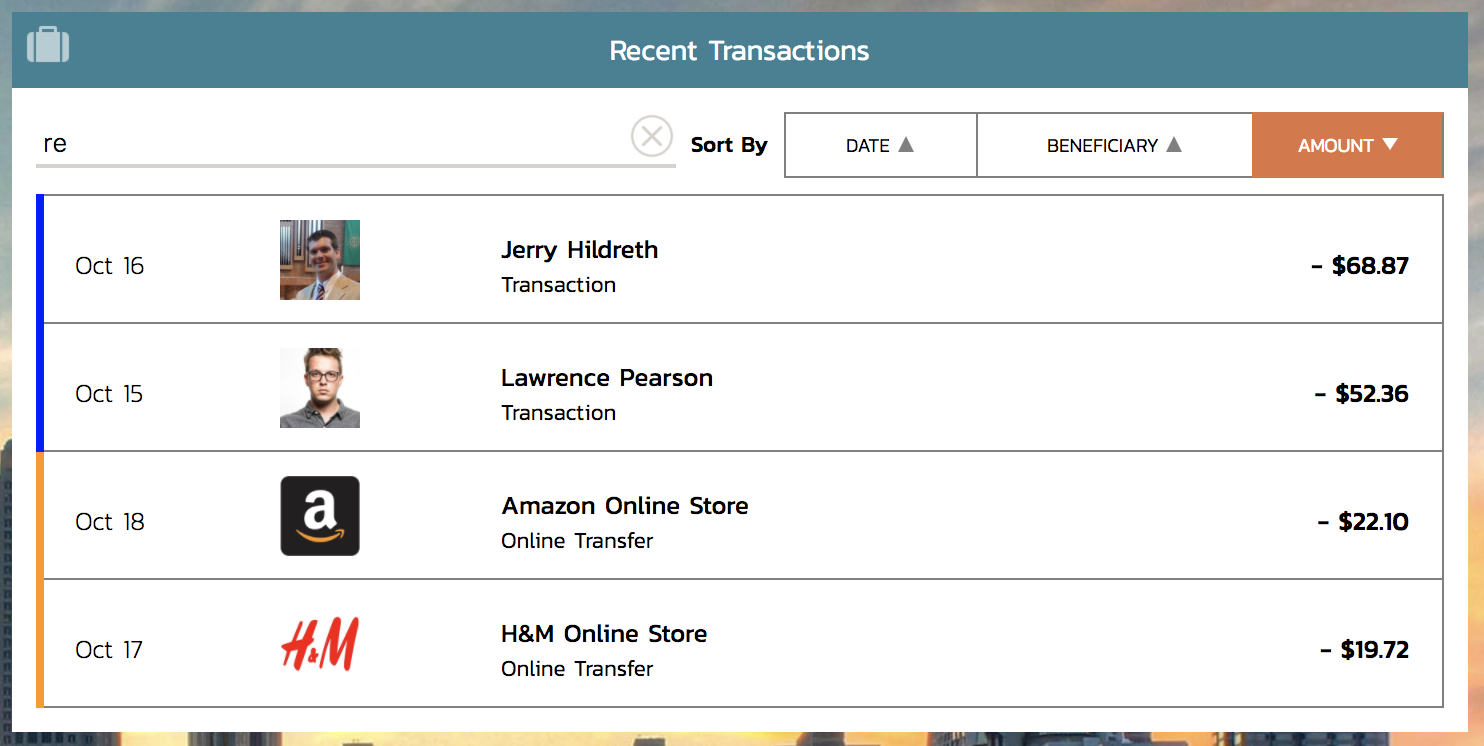 Recent Transactions
re
Sort By DATE ▲ BENEFICIARY ▲ AMOUNT ▼
Oct 16
Jerry Hildreth
Transaction
- $68.87
Oct 15
Lawrence Pearson
Transaction
- $52.36
Oct 18
a
Amazon Online Store
Online Transfer
- $22.10
Oct 17
H&M
H&M Online Store
Online Transfer
- $19.72